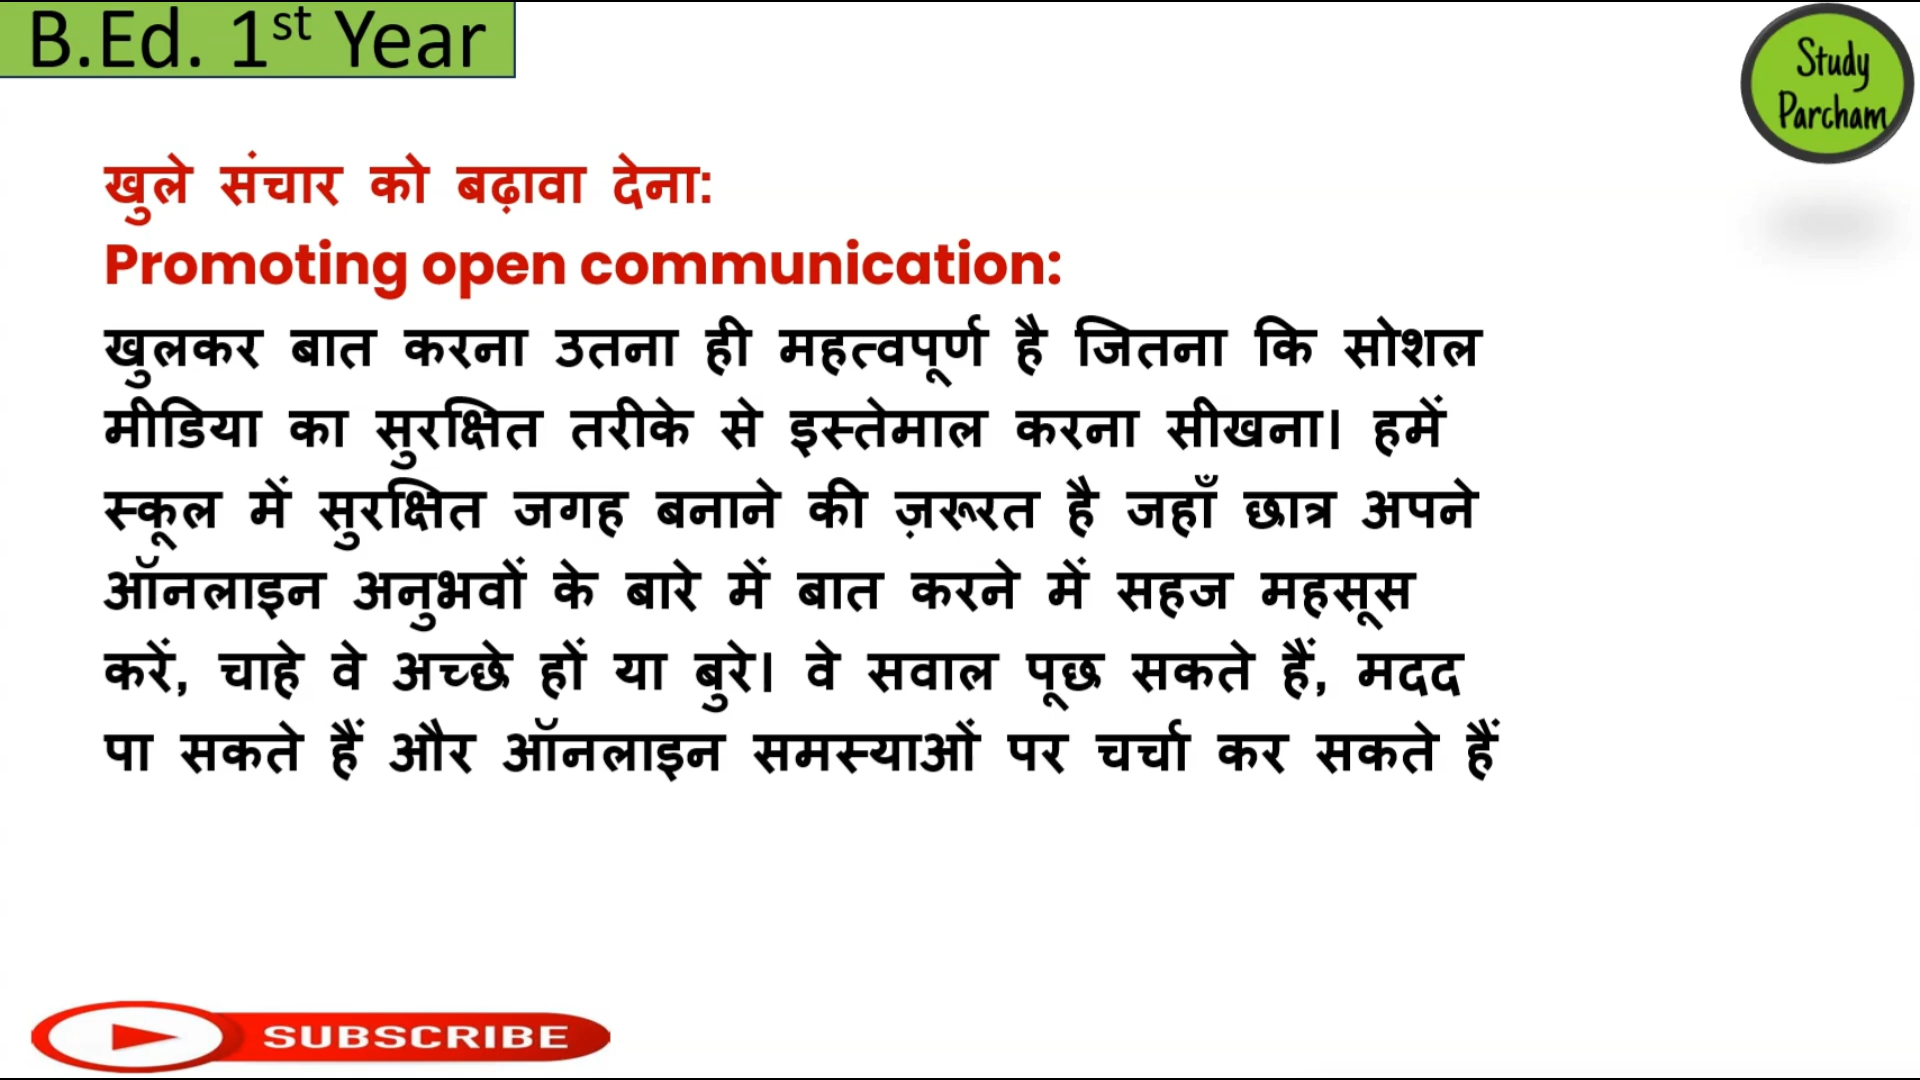 B.Ed. 1st Year
Study
Parcham
खुले संचार को बढ़ावा देना:
Promoting open communication:
खुलकर बात करना उतना ही महत्वपूर्ण है जितना कि सोशल
मीडिया का सुरक्षित तरीके से इस्तेमाल करना सीखना। हमें
स्कूल में सुरक्षित जगह बनाने की ज़रूरत है जहाँ छात्र अपने
ऑनलाइन अनुभवों के बारे में बात करने में सहज महसूस
करें, चाहे वे अच्छे हों या बुरे। वे सवाल पूछ सकते हैं, मदद
पा सकते हैं और ऑनलाइन समस्याओं पर चर्चा कर सकते हैं
SUBSCRIBE